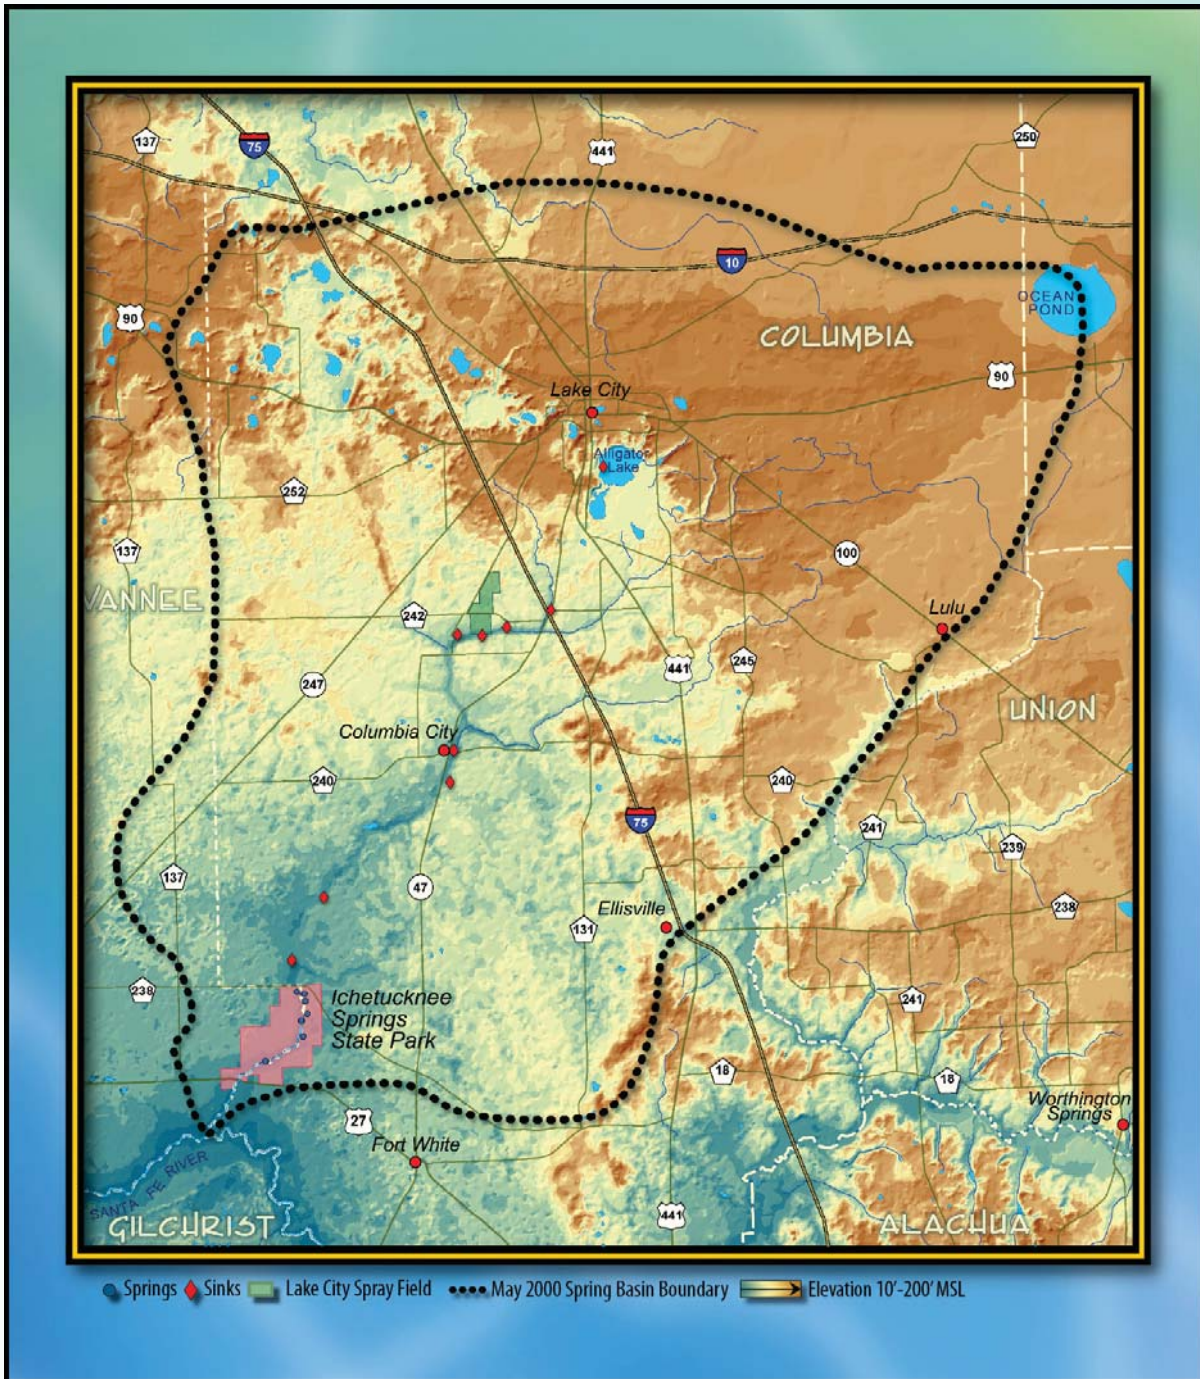 137
75
441
250
10
OCEAN
POND
90
COLUMBIA
90
Lake City
Alligator
Lake
252
137
100
VANNEE
242
Lulu
441
245
247
UNION
Columbia City
240
240
75
241
239
137
47
238
Ellisville
131
238
241
Ichetucknee
Springs
State Park
18
18
27
Worthington
Springs
Fort White
SANTA FE RIVER
441
GILCHRIST
ALACHUA
Springs
Sinks
Lake City Spray Field
May 2000 Spring Basin Boundary
Elevation 10'-200' MSL